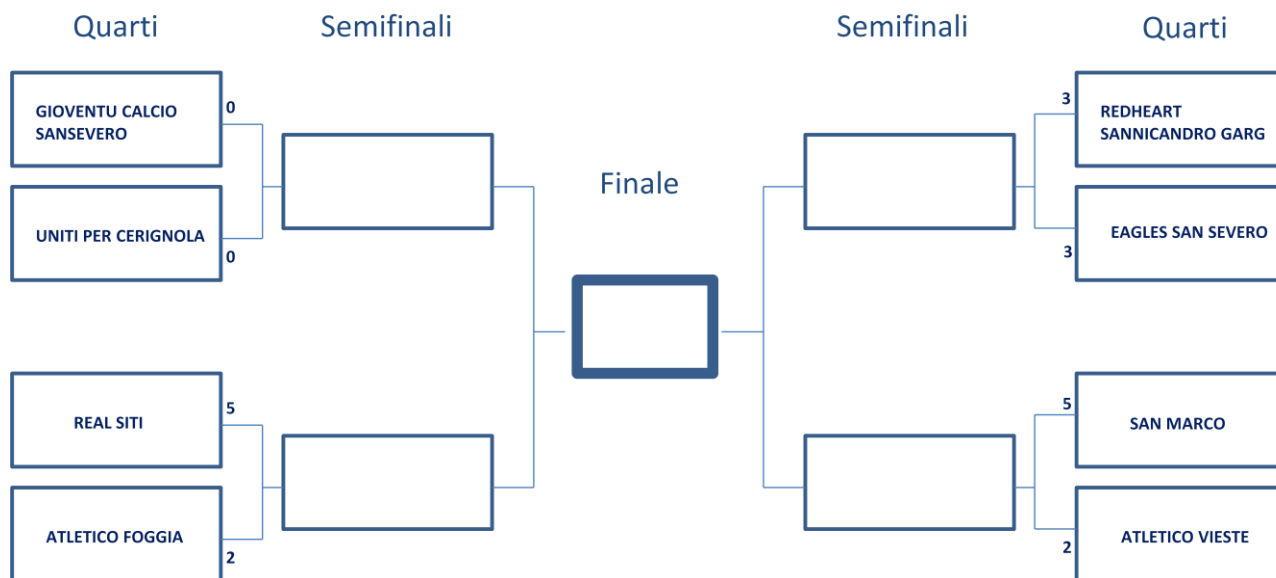 Quarti
Semifinali
Semifinali
Quarti
GIOVENTU CALCIO
SANSEVERO
0
UNITI PER CERIGNOLA
0
3
REDHEART
SANNICANDRO GARG
EAGLES SAN SEVERO
3
Finale
REAL SITI
5
ATLETICO FOGGIA
2
5
SAN MARCO
ATLETICO VIESTE
2